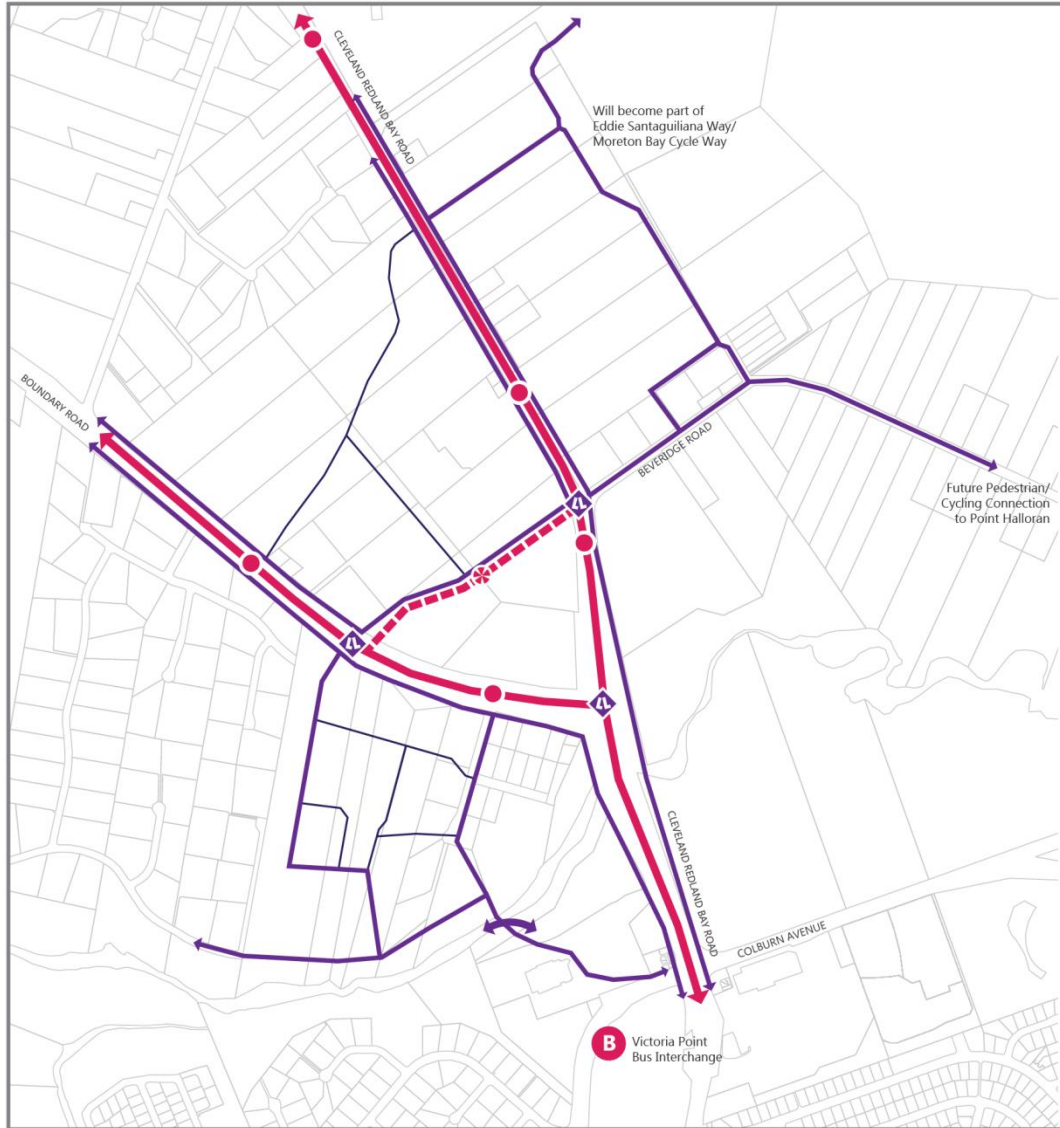 CLEVELAND REDLAND BAY ROAD
Will become part of
Eddie Santaguiliana Way/
Moreton Bay Cycle Way
BOUNDARY ROAD
BEVERIDGE ROAD
Future Pedestrian/
Cycling Connection
to Point Halloran
CLEVELAND REDLAND BAY ROAD
COLBURN AVENUE
B
Victoria Point
Bus Interchange